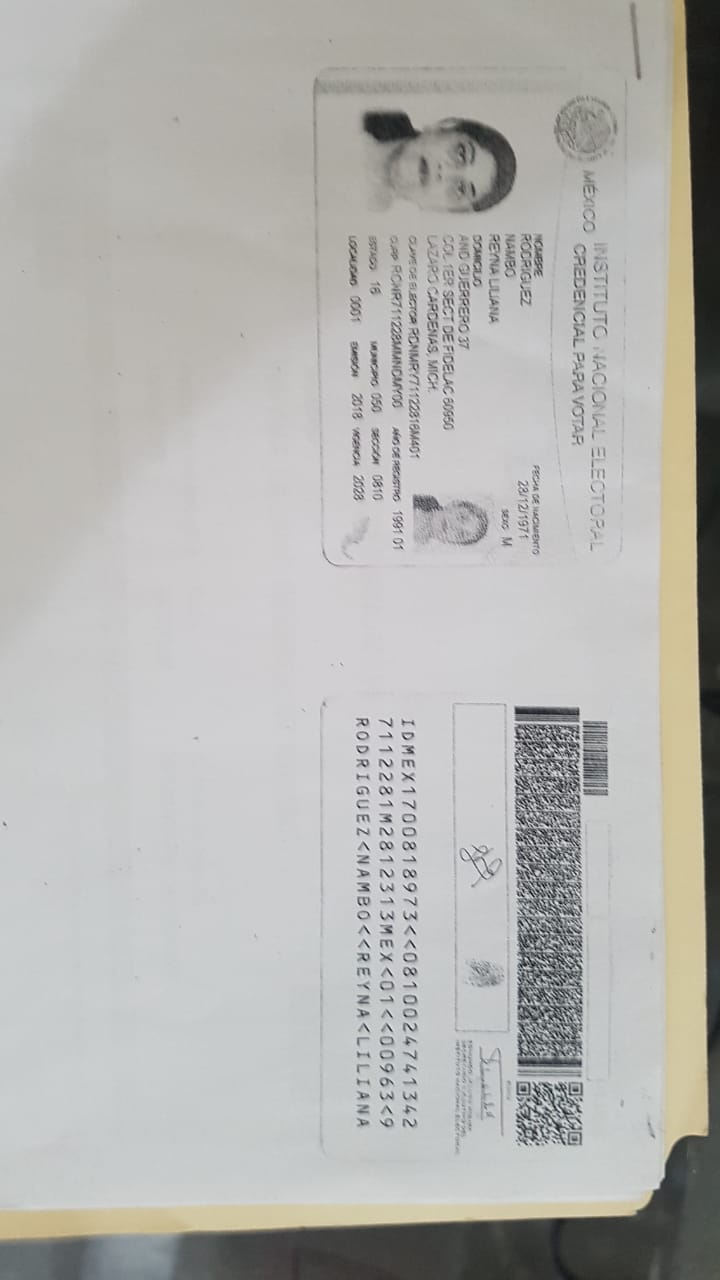 MÉXICO INSTITUTO NACIONAL ELECTORAL
CREDENCIAL PARA VOTAR
NOMBRE
RODRIGUEZ
NAMBO
REYNA LILIANA
FECHA DE NACIMIENTO
28/12/1971
SEXO M
DOMICILIO
AND GUERRERO 37
COL 1ER SECT DE FIDELAC 60950
LAZARO CARDENAS, MICH.
CLAVE DE ELECTOR RDNMRY71122816M401
CURP RONR711228MMNDMY00 AÑO DE REGISTRO 1991 01
ESTADO 16 MUNICIPIO 050 SECCIÓN 0810
LOCALIDAD 0001 EMISIÓN 2018 VIGENCIA 2028
IDMEX1700818973<<0810024741342
7112281M2812313MEX<01<<00963<9
RODRIGUEZ<NAMBO<<REYNA<LILIANA